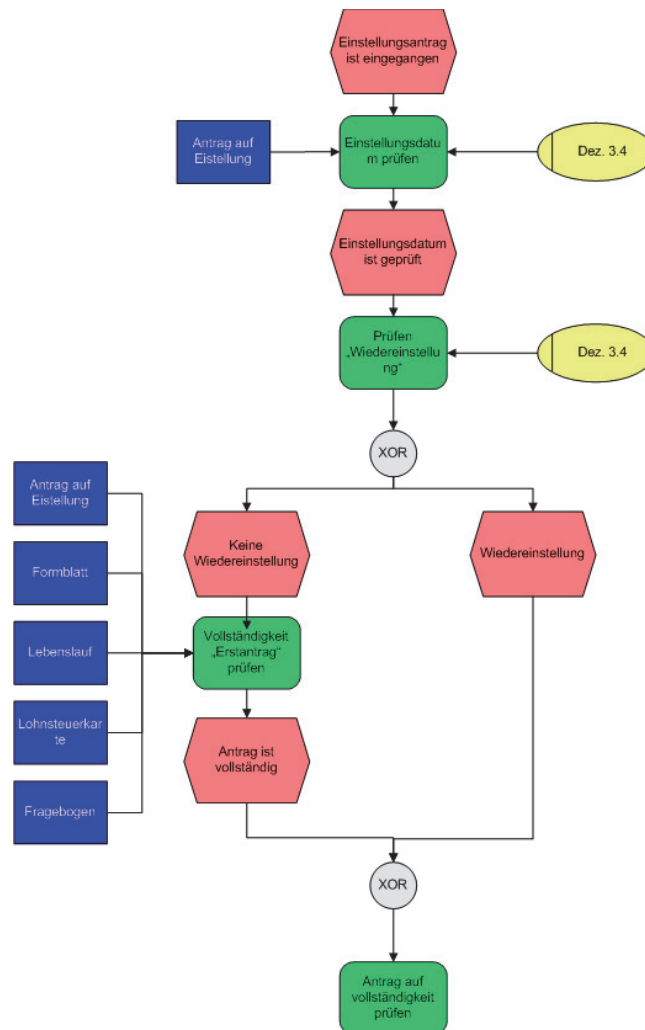 Einstellungsantrag
ist eingegangen
Antrag auf
Eistellung
Einstellungsdatu
m prüfen
Dez. 3.4
Einstellungsdatum
ist geprüft
Prüfen
„Wiedereinstellu
ng“
Dez. 3.4
XOR
Antrag auf
Eistellung
Formblatt
Lebenslauf
Lohnsteuerkar
te
Fragebogen
Keine
Wiedereinstellung
Wiedereinstellung
Vollständigkeit
„Erstantrag“
prüfen
Antrag ist
vollständig
XOR
Antrag auf
vollständigkeit
prüfen